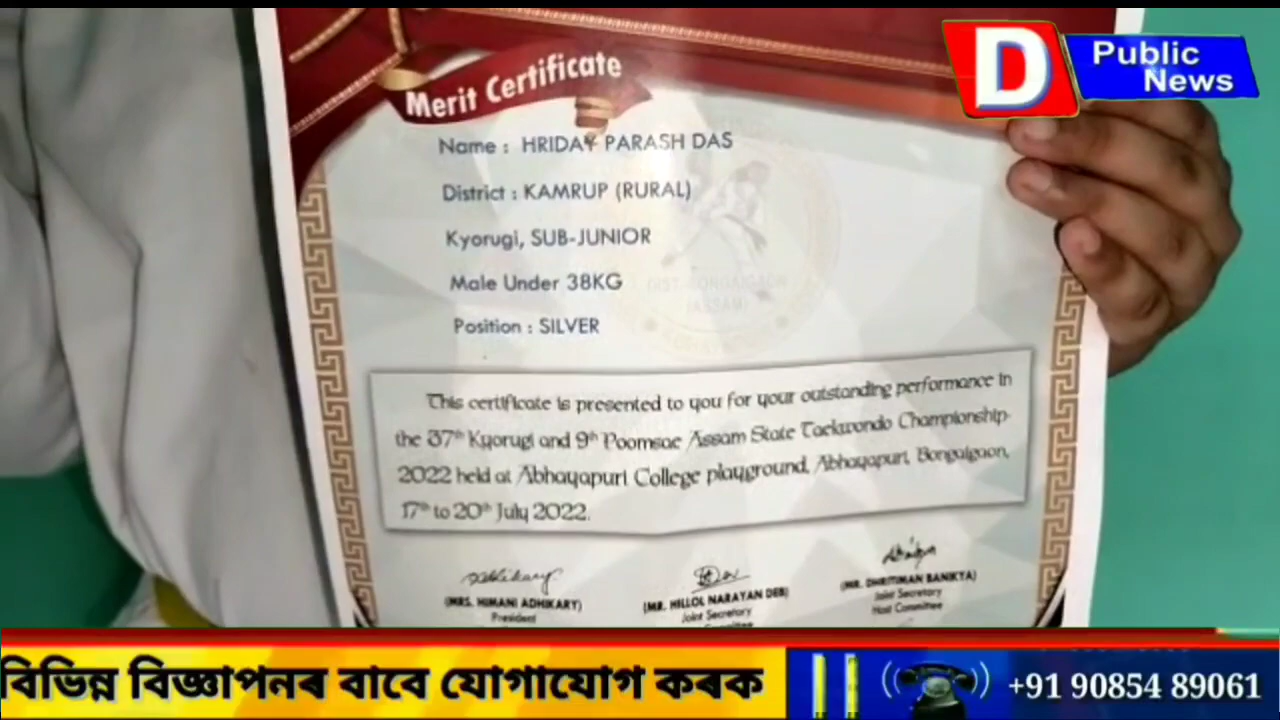 D Public
News
Merit Certificate
Name : HRIDAY PARASH DAS
District : KAMRUP (RURAL)
Kyorugi, SUB-JUNIOR
Male Under 38KG
Position : SILVER
This certificate is presented to you for your outstanding performance in
the 37th Kyorugi and 9th Poomsae Assam State Taekwondo Championship-
2022 held at Abhayapuri College playground, Abhayapuri, Bongaigaon,
17th to 20th July 2022.
(MRS. HIMANI ADHIKARY)
President
(MR. HILLOL NARAYAN DEB)
Joint Secretary
(MR. DHRITIMAN BANIKYA)
Joint Secretary
Host Committee
বিভিন্ন বিজ্ঞাপনৰ বাবে যোগাযোগ কৰক
+91 90854 89061